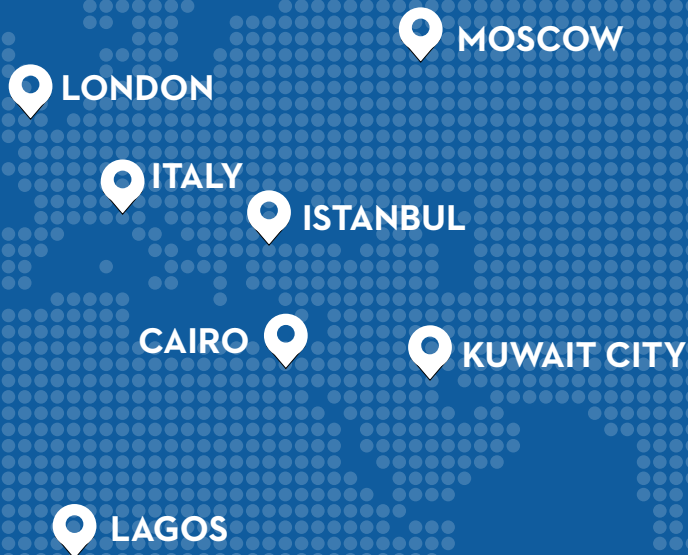 MOSCOW
LONDON
ITALY
ISTANBUL
CAIRO
KUWAIT CITY
LAGOS